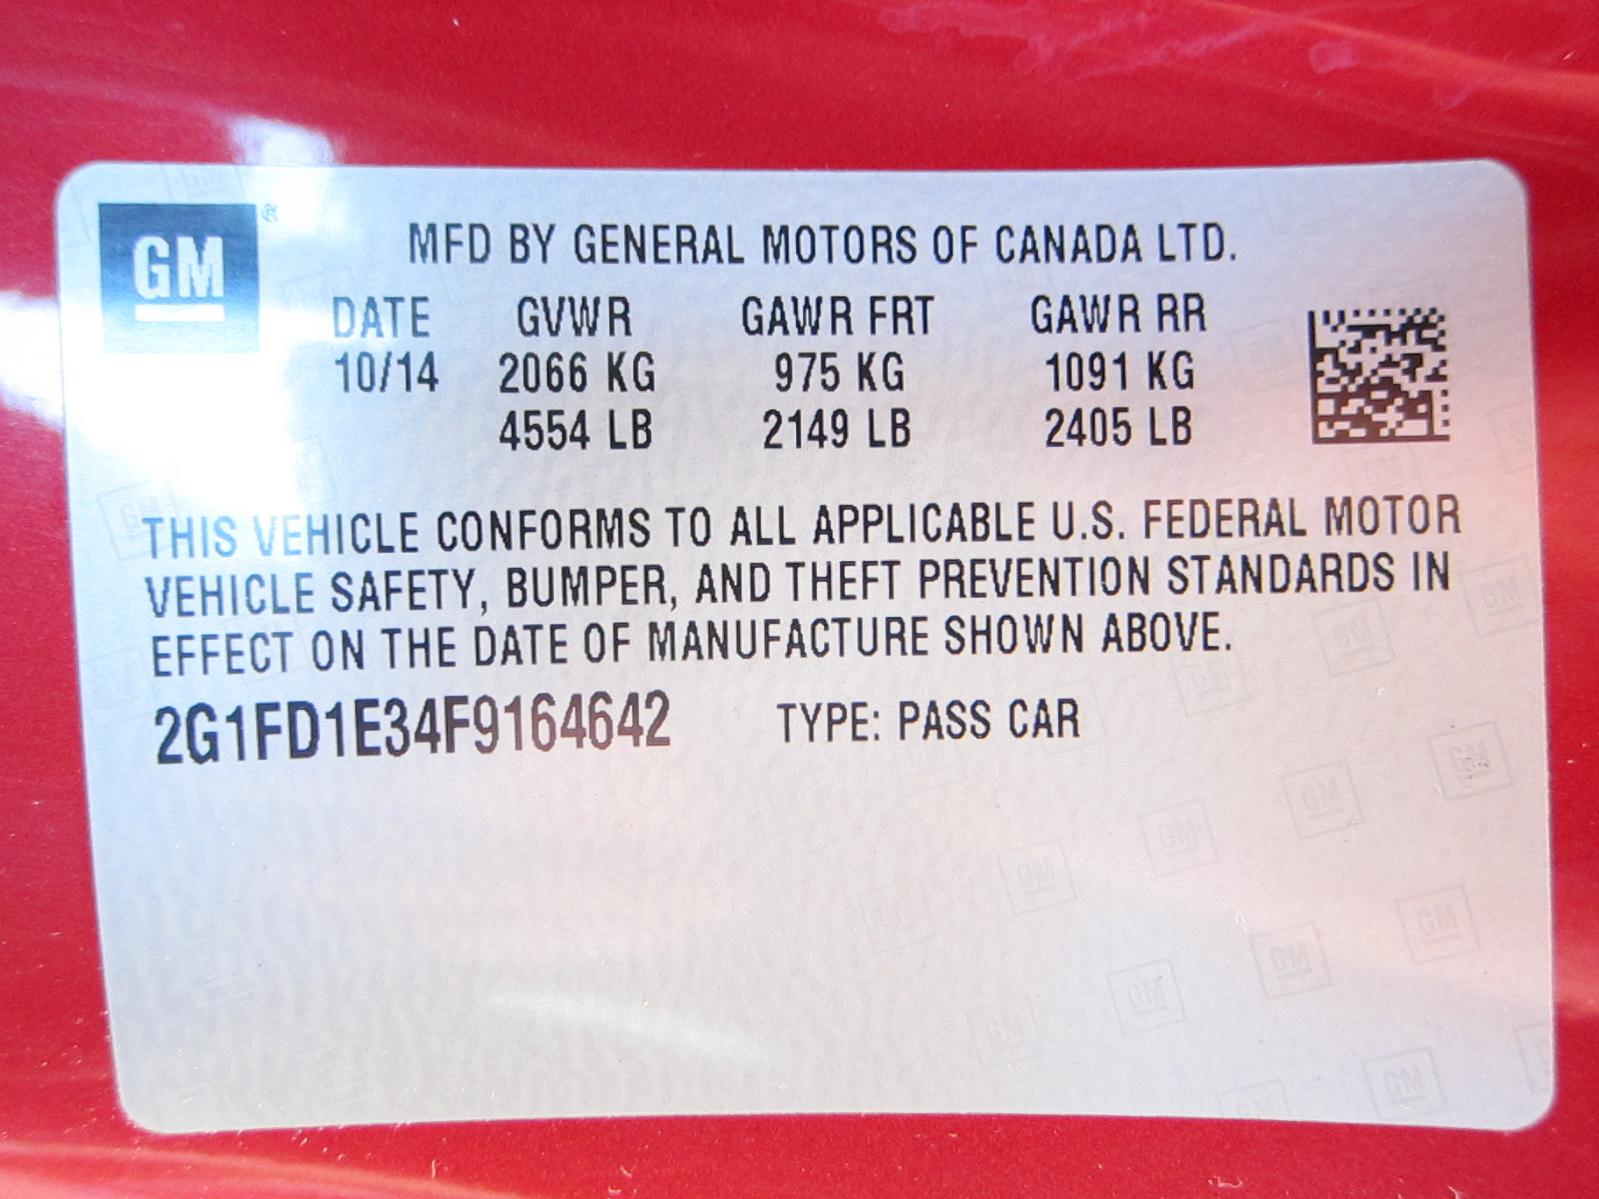 GM ®
MFD BY GENERAL MOTORS OF CANADA LTD.
DATE GVWR GAWR FRT GAWR RR
10/14 2066 KG 975 KG 1091 KG
4554 LB 2149 LB 2405 LB
THIS VEHICLE CONFORMS TO ALL APPLICABLE U.S. FEDERAL MOTOR
VEHICLE SAFETY, BUMPER, AND THEFT PREVENTION STANDARDS IN
EFFECT ON THE DATE OF MANUFACTURE SHOWN ABOVE.
2G1FD1E34F9164642 TYPE: PASS CAR